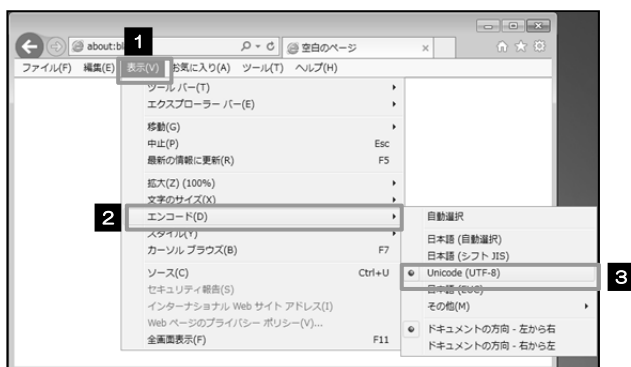 about:bl
空白のページ
1
ファイル(F) 編集(E) 表示(V) お気に入り(A) ツール(T) ヘルプ(H)
ツール バー(T)
エクスプローラー バー(E)
移動(G)
中止(P) Esc
最新の情報に更新(R) F5
拡大(Z) (100%)
文字のサイズ(X)
2
エンコード(D)
スタイル(Y)
カーソル ブラウズ(B) F7
ソース(C) Ctrl+U
セキュリティ報告(S)
インターナショナル Web サイト アドレス(I)
Web ページのプライバシー ポリシー(V)...
全画面表示(F) F11
自動選択
日本語 (自動選択)
日本語 (シフト JIS)
Unicode (UTF-8)
3
日本語 (EUC)
その他(M)
ドキュメントの方向 - 左から右
ドキュメントの方向 - 右から左